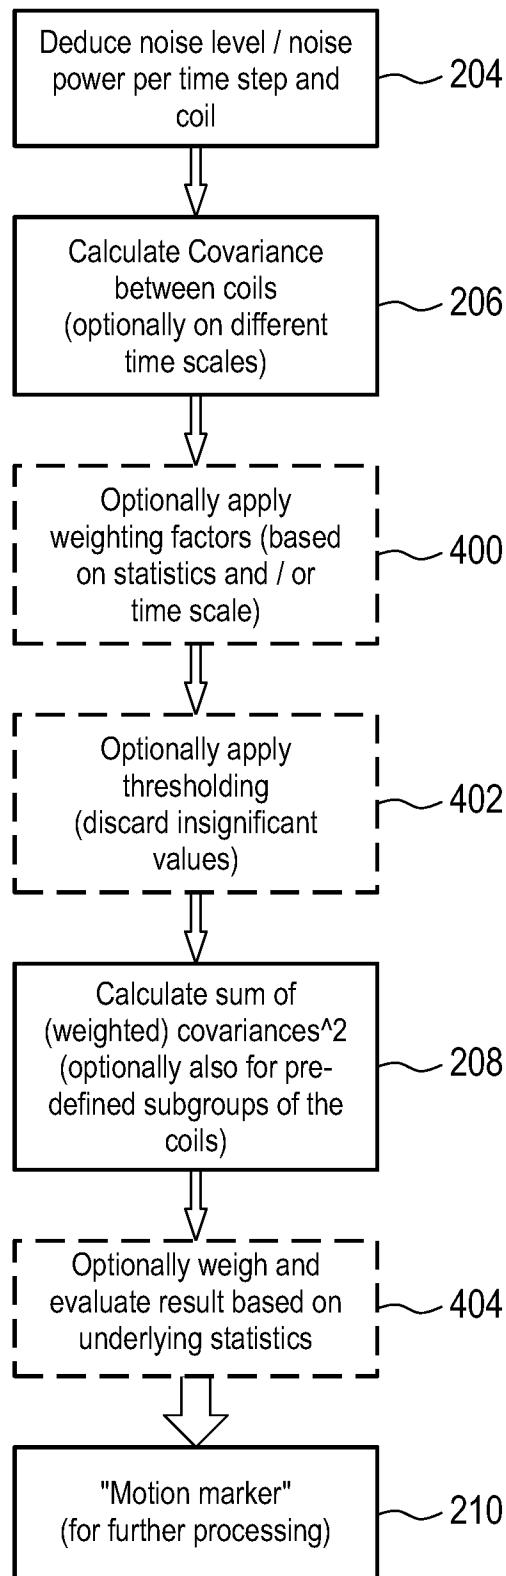 Deduce noise level / noise
power per time step and
coil
204
Calculate Covariance
between coils
(optionally on different
time scales)
206
Optionally apply
weighting factors (based
on statistics and / or
time scale)
400
Optionally apply
thresholding
(discard insignificant
values)
402
Calculate sum of
(weighted) covariances^2
(optionally also for pre-
defined subgroups of the
coils)
208
Optionally weigh and
evaluate result based on
underlying statistics
404
"Motion marker"
(for further processing)
210